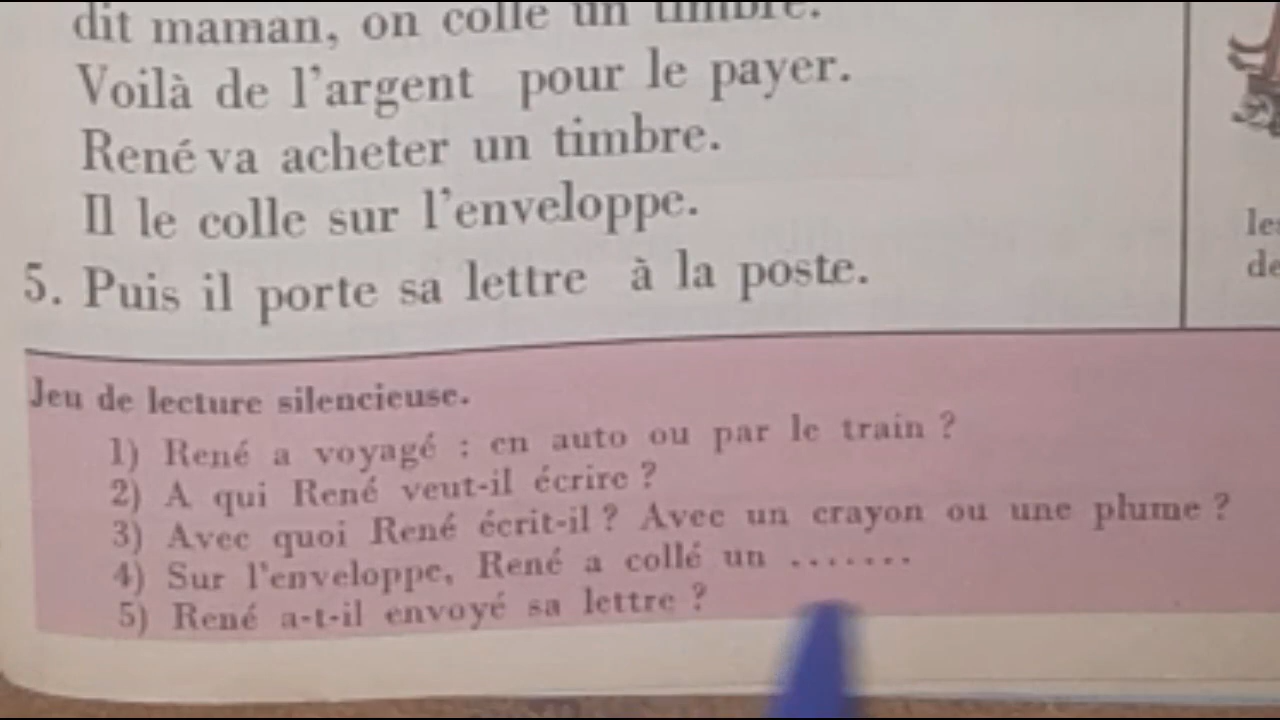 dit maman, on colle un timbre.
Voilà de l'argent pour le payer.
René va acheter un timbre.
Il le colle sur l'enveloppe.
5. Puis il porte sa lettre à la poste.
Jeu de lecture silencieuse.
1) René a voyagé : en auto ou par le train ?
2) A qui René veut-il écrire ?
3) Avec quoi René écrit-il ? Avec un crayon ou une plume ?
4) Sur l'enveloppe, René a collé un .......
5) René a-t-il envoyé sa lettre ?